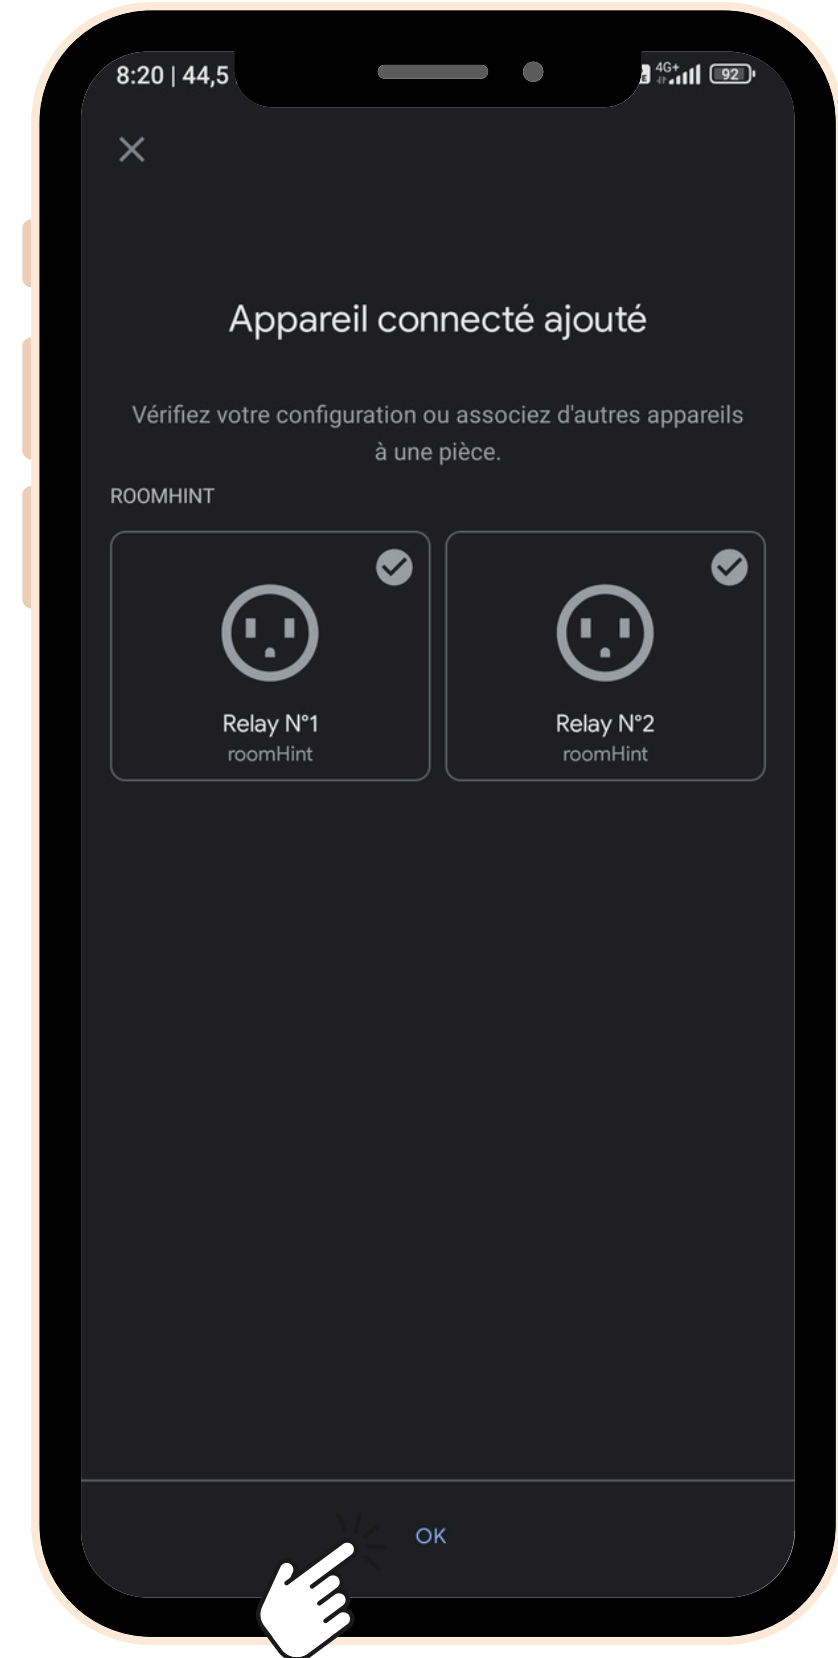 8:20 | 44,5
4G+
92
Appareil connecté ajouté
Vérifiez votre configuration ou associez d'autres appareils
à une pièce.
ROOMHINT
Relay N°1
roomHint
Relay N°2
roomHint
OK